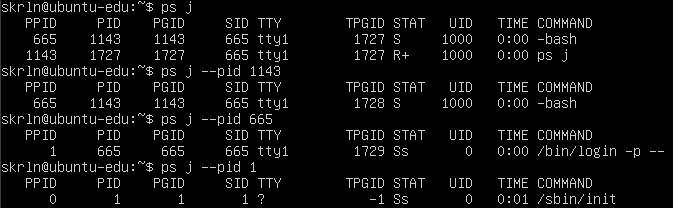 skrln@ubuntu-edu:~$ ps j
PPID PID PGID SID TTY TPGID STAT UID TIME COMMAND
665 1143 1143 665 tty1 1727 S 1000 0:00 -bash
1143 1727 1727 665 tty1 1727 R+ 1000 0:00 ps j
skrln@ubuntu-edu:~$ ps j --pid 1143
PPID PID PGID SID TTY TPGID STAT UID TIME COMMAND
665 1143 1143 665 tty1 1728 S 1000 0:00 -bash
skrln@ubuntu-edu:~$ ps j --pid 665
PPID PID PGID SID TTY TPGID STAT UID TIME COMMAND
1 665 665 665 tty1 1729 Ss 0 0:00 /bin/login -p --
skrln@ubuntu-edu:~$ ps j --pid 1
PPID PID PGID SID TTY TPGID STAT UID TIME COMMAND
0 1 1 1 ? -1 Ss 0 0:01 /sbin/init